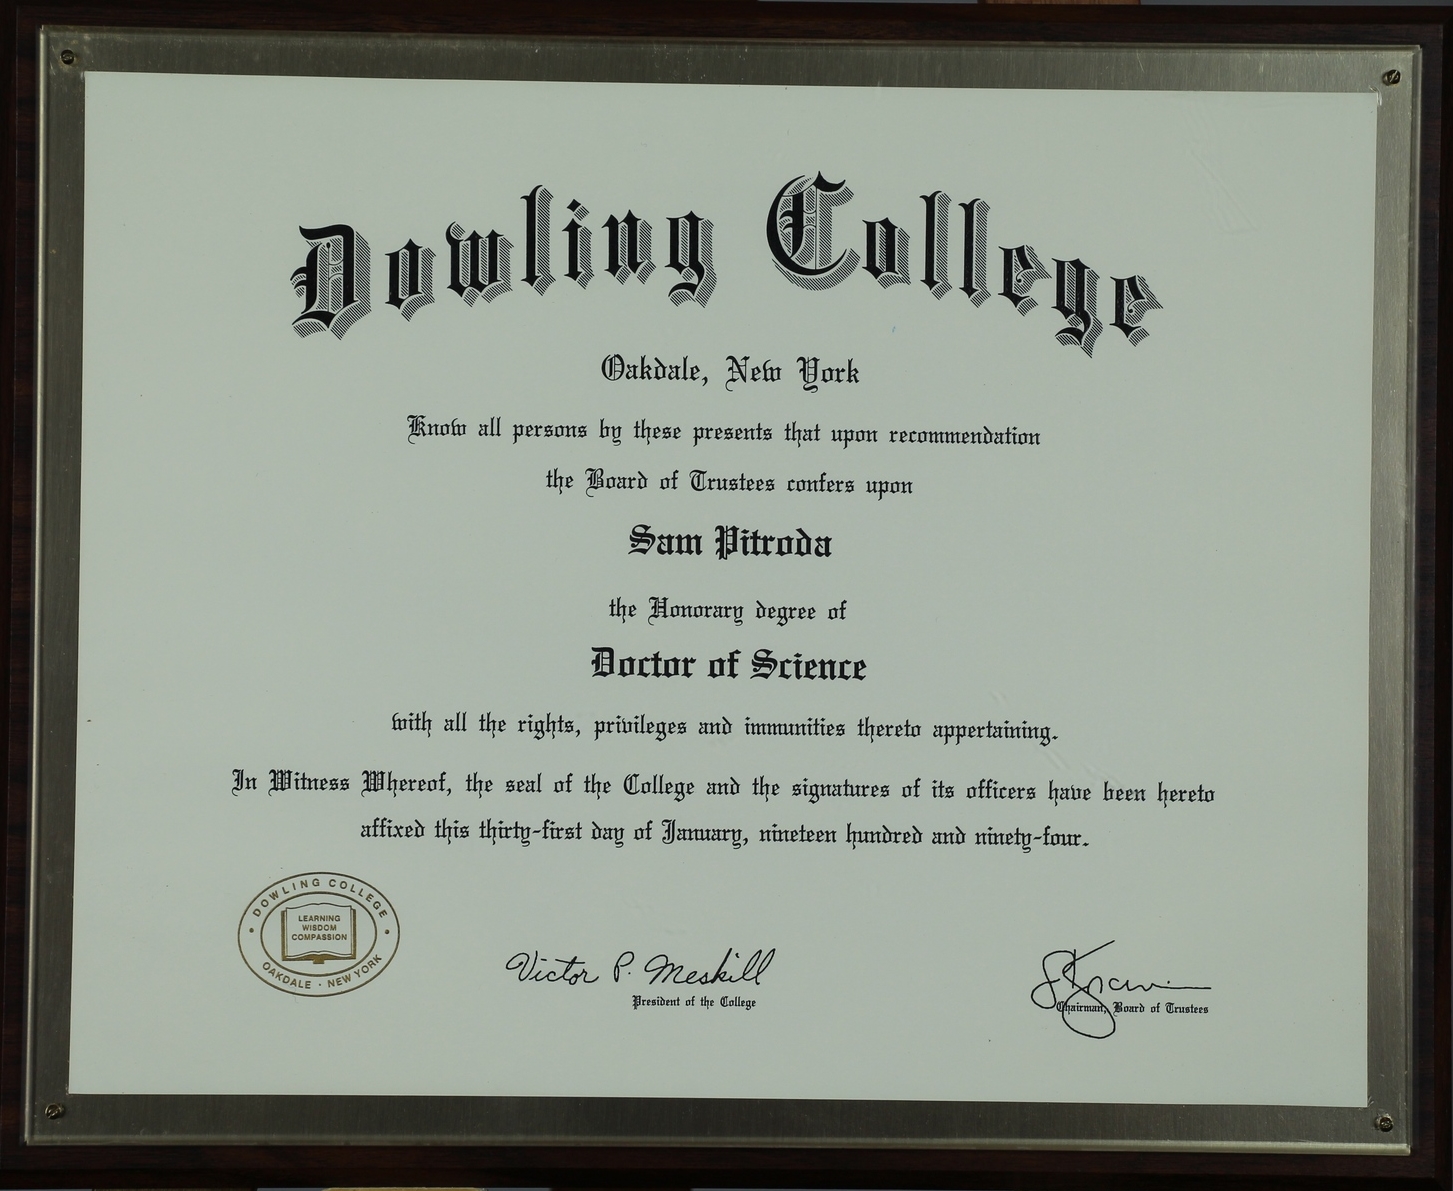 Dowling College
Oakdale, New York
Know all persons by these presents that upon recommendation
the Board of Trustees confers upon
Sam Pitroda
the Honorary degree of
Doctor of Science
with all the rights, privileges and immunities thereto appertaining.
In Witness Whereof, the seal of the College and the signatures of its officers have been hereto
affixed this thirty-first day of January, nineteen hundred and ninety-four.
DOWLING COLLEGE
LEARNING
WISDOM
COMPASSION
OAKDALE · NEW YORK
Victor P. Meskill
President of the College
Chairman, Board of Trustees